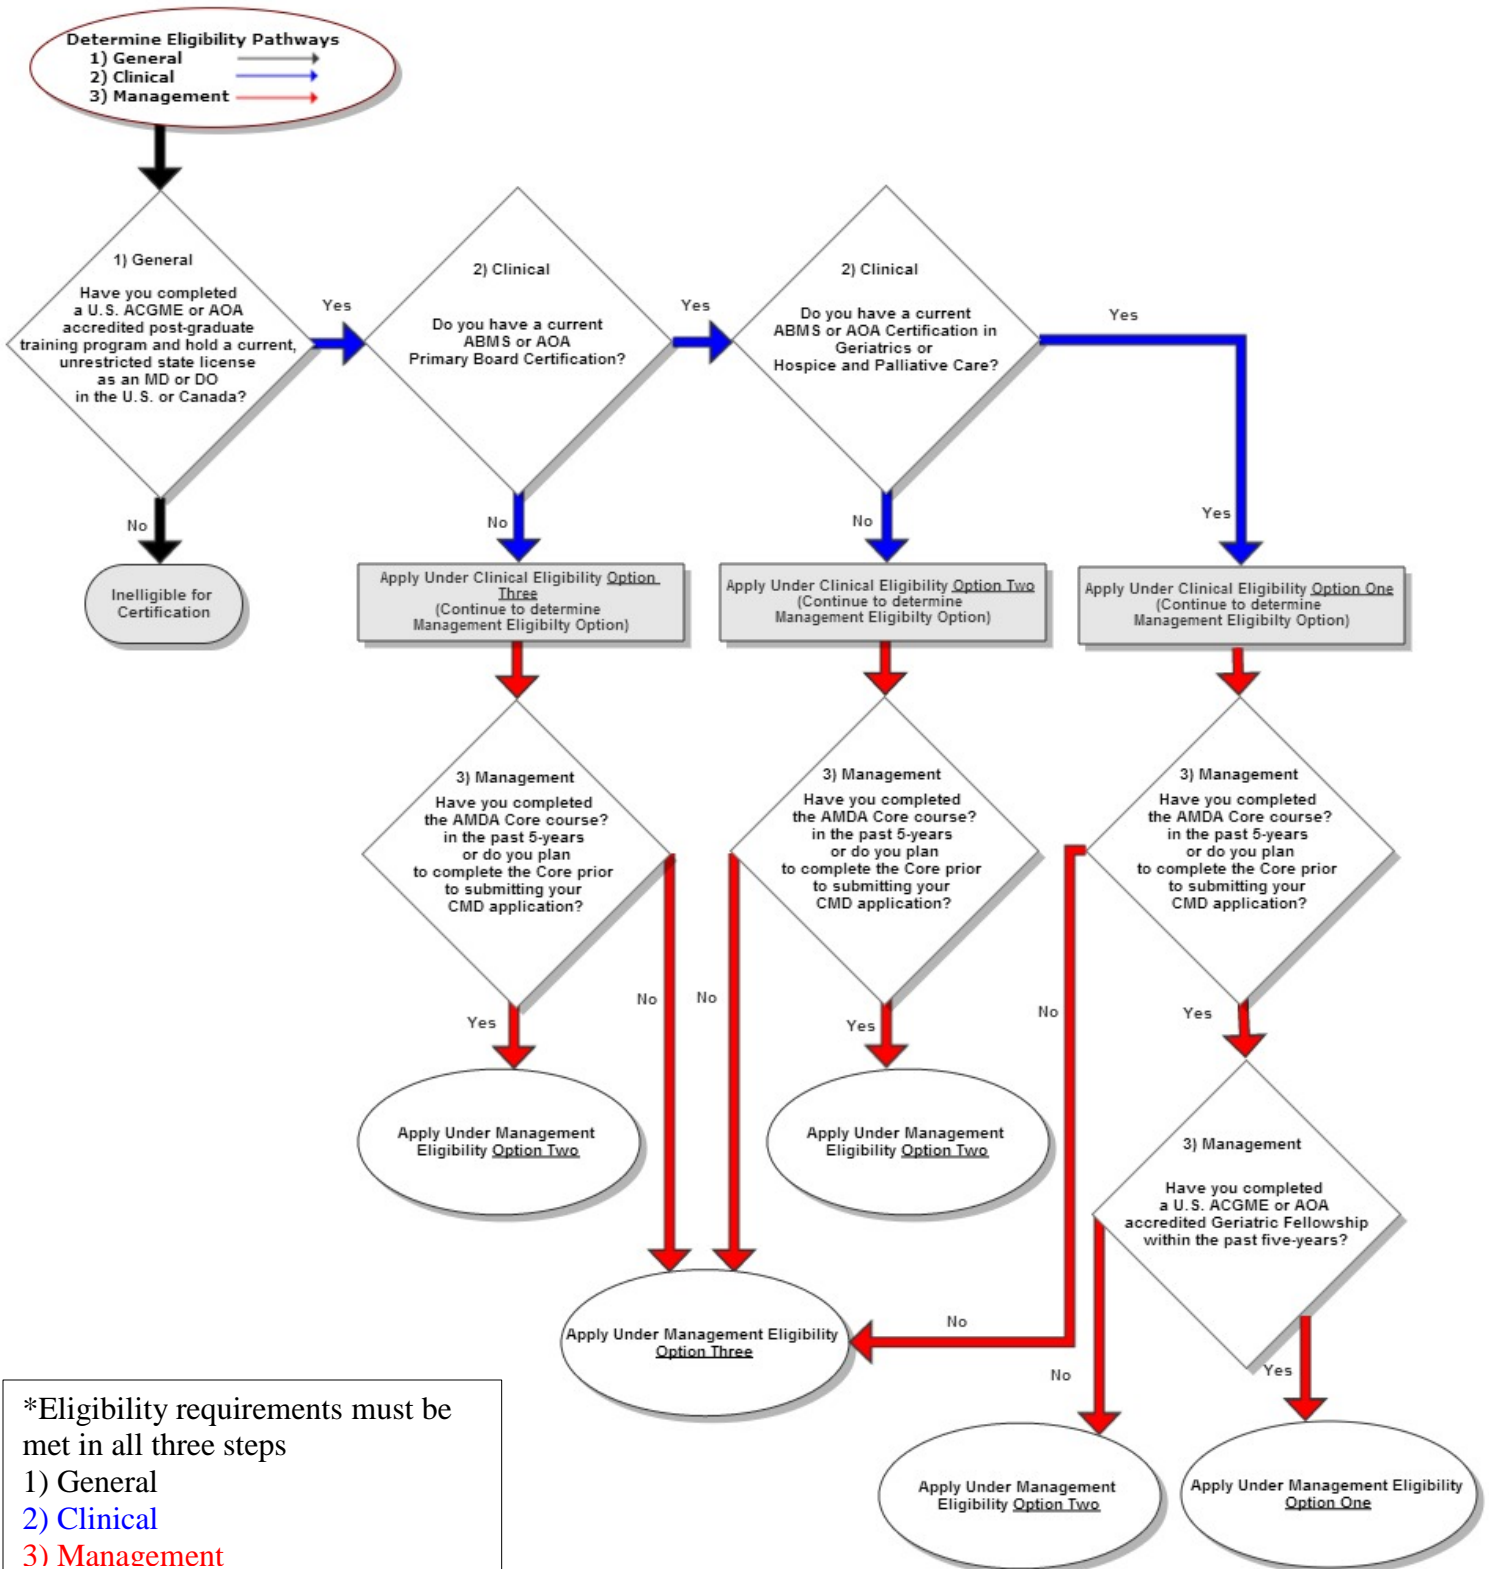 Determine Eligibility Pathways
1) General
2) Clinical
3) Management
1) General
Have you completed
a U.S. ACGME or AOA
accredited post-graduate
training program and hold a current,
unrestricted state license
as an MD or DO
in the U.S. or Canada?
Yes
2) Clinical
Do you have a current
ABMS or AOA
Primary Board Certification?
Yes
2) Clinical
Do you have a current
ABMS or AOA Certification in
Geriatrics or
Hospice and Palliative Care?
Yes
No
No
No
Yes
Inelligible for
Certification
Apply Under Clinical Eligibility Option
Three
(Continue to determine
Management Eligibilty Option)
Apply Under Clinical Eligibility Option Two
(Continue to determine
Management Eligibilty Option)
Apply Under Clinical Eligibility Option One
(Continue to determine
Management Eligibilty Option)
3) Management
Have you completed
the AMDA Core course?
in the past 5-years
or do you plan
to complete the Core prior
to submitting your
CMD application?
3) Management
Have you completed
the AMDA Core course?
in the past 5-years
or do you plan
to complete the Core prior
to submitting your
CMD application?
3) Management
Have you completed
the AMDA Core course?
in the past 5-years
or do you plan
to complete the Core prior
to submitting your
CMD application?
Yes
No
No
Yes
No
Yes
Apply Under Management
Eligibility Option Two
Apply Under Management
Eligibility Option Two
3) Management
Have you completed
a U.S. ACGME or AOA
accredited Geriatric Fellowship
within the past five-years?
Apply Under Management Eligibility
Option Three
No
No
Yes
Apply Under Management
Eligibility Option Two
Apply Under Management Eligibility
Option One
*Eligibility requirements must be
met in all three steps
1) General
2) Clinical
3) Management